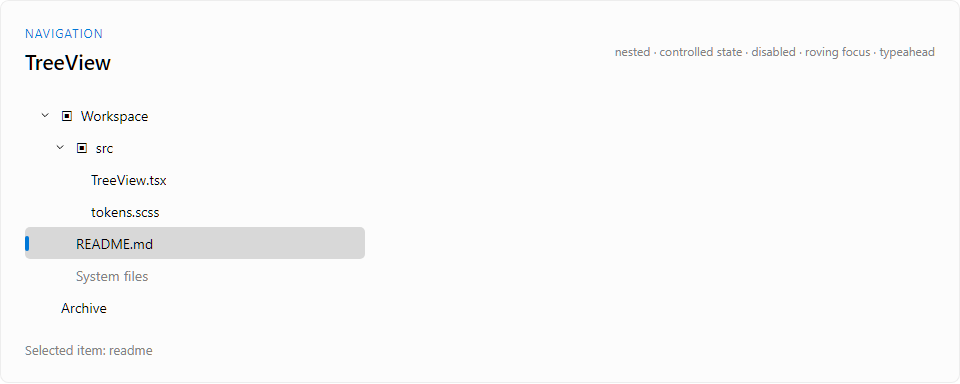 NAVIGATION
TreeView
nested · controlled state · disabled · roving focus · typeahead
Workspace
src
TreeView.tsx
tokens.scss
README.md
System files
Archive
Selected item: readme